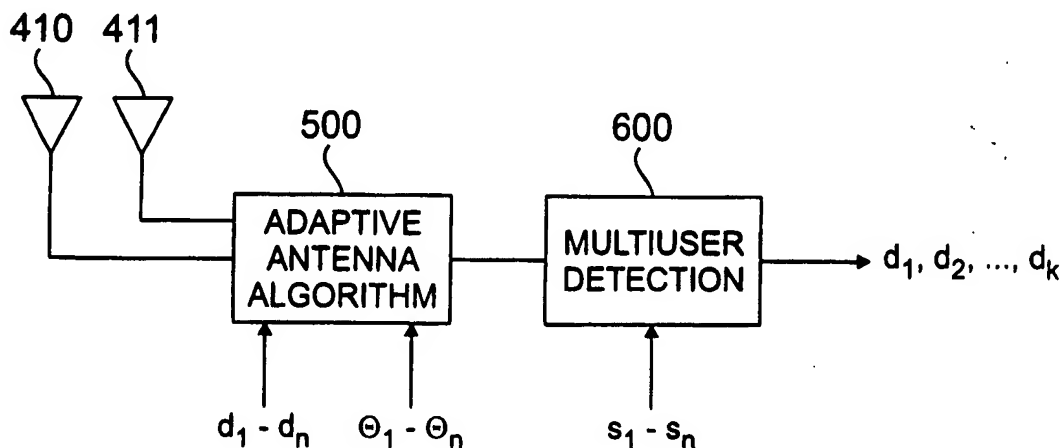 410 411
500
600
ADAPTIVE
ANTENNA
ALGORITHM
MULTIUSER
DETECTION
d₁, d₂, ..., dₖ
d₁ - dₙ
Θ₁ - Θₙ
s₁ - sₙ